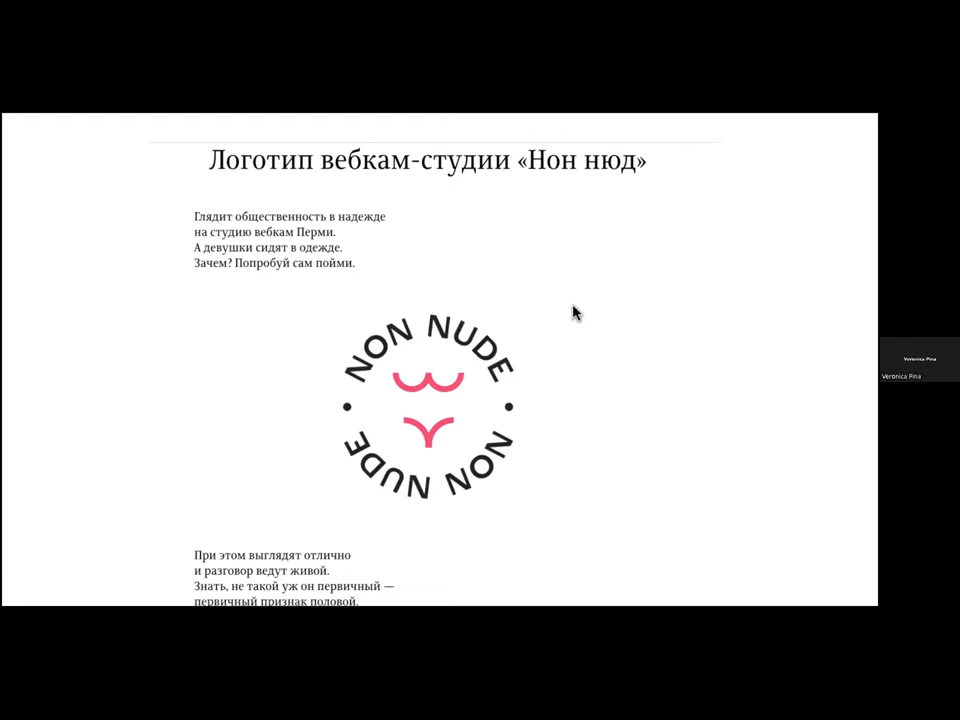 Логотип вебкам-студии «Нон нюд»
Глядит общественность в надежде
на студию вебкам Перми.
А девушки сидят в одежде.
Зачем? Попробуй сам пойми.
NON NUDE • NON NUDE •
При этом выглядят отлично
и разговор ведут живой.
Знать, не такой уж он первичный —
первичный признак половой.
Veronica Pina
Veronica Pina